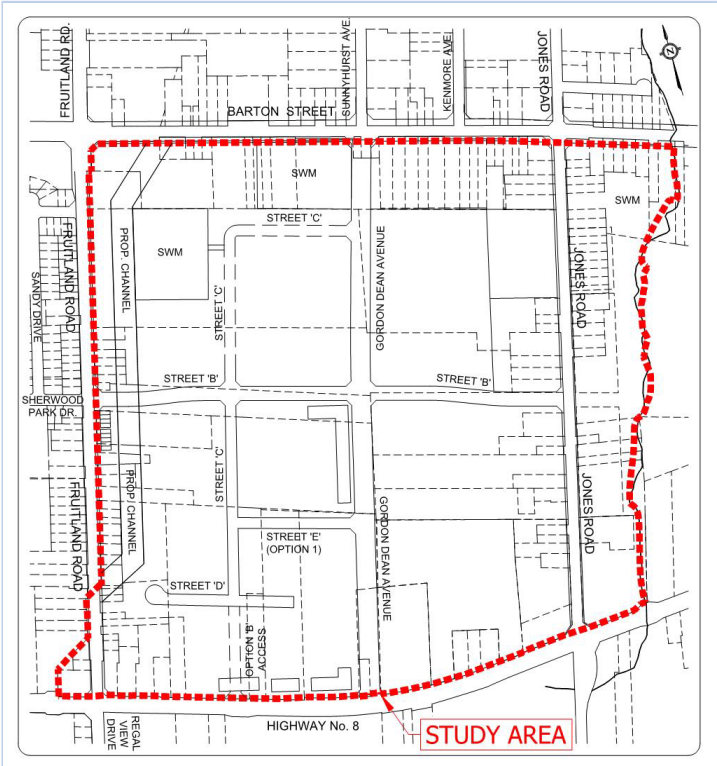 FRUITLAND RD.
SUNNYHURST AVE.
KENMORE AVE.
JONES ROAD
N
BARTON STREET
SWM
SWM
STREET 'C'
SWM
FRUITLAND ROAD
SANDY DRIVE
PROP. CHANNEL
STREET 'C'
GORDON DEAN AVENUE
JONES ROAD
STREET 'B'
STREET 'B'
SHERWOOD
PARK DR.
FRUITLAND ROAD
PROP. CHANNEL
STREET 'C'
GORDON DEAN AVENUE
JONES ROAD
STREET 'E'
(OPTION 1)
STREET 'D'
OPTION 'B'
ACCESS
REGAL
VIEW
DRIVE
HIGHWAY No. 8
STUDY AREA